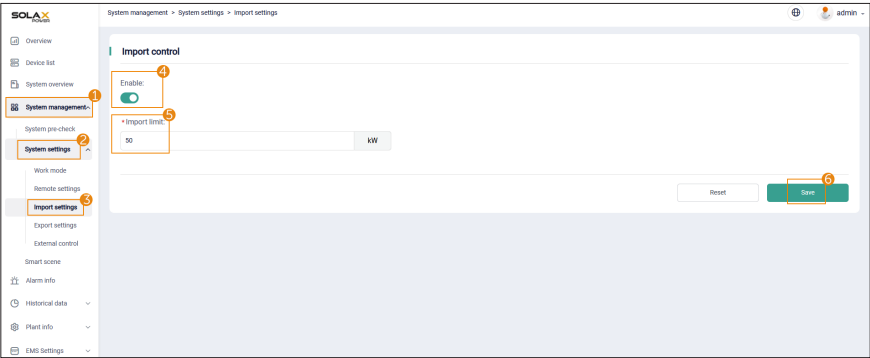 SOLAX
POWER
System management > System settings > Import settings
admin
Overview
Device list
System overview
1
System management
System pre-check
2
System settings
Work mode
Remote settings
3
Import settings
Export settings
External control
Smart scene
Alarm info
Historical data
Plant info
EMS Settings
Import control
4
Enable:
5
* Import limit:
50
kW
6
Reset
Save